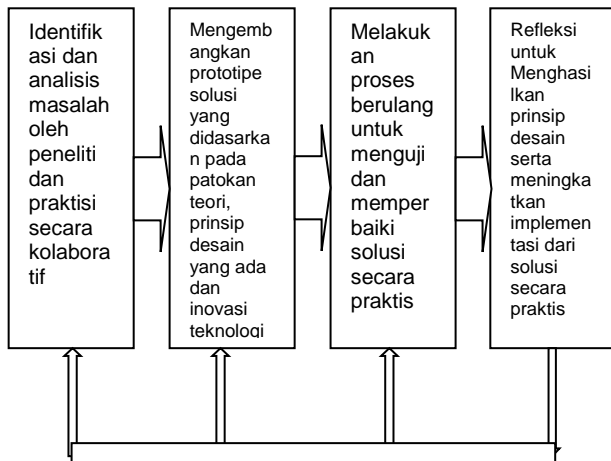 Identifik
asi dan
analisis
masalah
oleh
peneliti
dan
praktisi
secara
kolabora
tif
Mengemb
angkan
prototipe
solusi
yang
didasarka
n pada
patokan
teori,
prinsip
desain
yang ada
dan
inovasi
teknologi
Melakuk
an
proses
berulang
untuk
menguji
dan
memper
baiki
solusi
secara
praktis
Refleksi
untuk
Menghasi
lkan
prinsip
desain
serta
meningka
tkan
implemen
tasi dari
solusi
secara
praktis